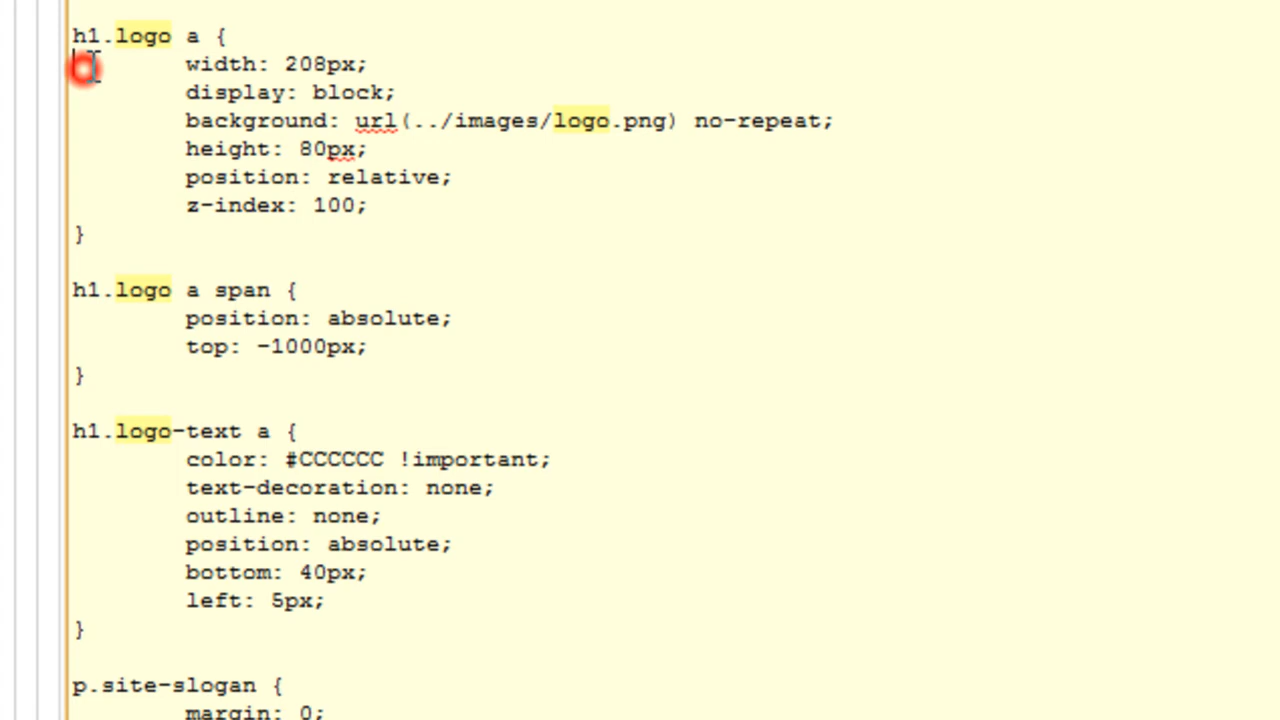 h1.logo a {
width: 208px;
display: block;
background: url(../images/logo.png) no-repeat;
height: 80px;
position: relative;
z-index: 100;
}
h1.logo a span {
position: absolute;
top: -1000px;
}
h1.logo-text a {
color: #CCCCCC !important;
text-decoration: none;
outline: none;
position: absolute;
bottom: 40px;
left: 5px;
}
p.site-slogan {
margin: 0;